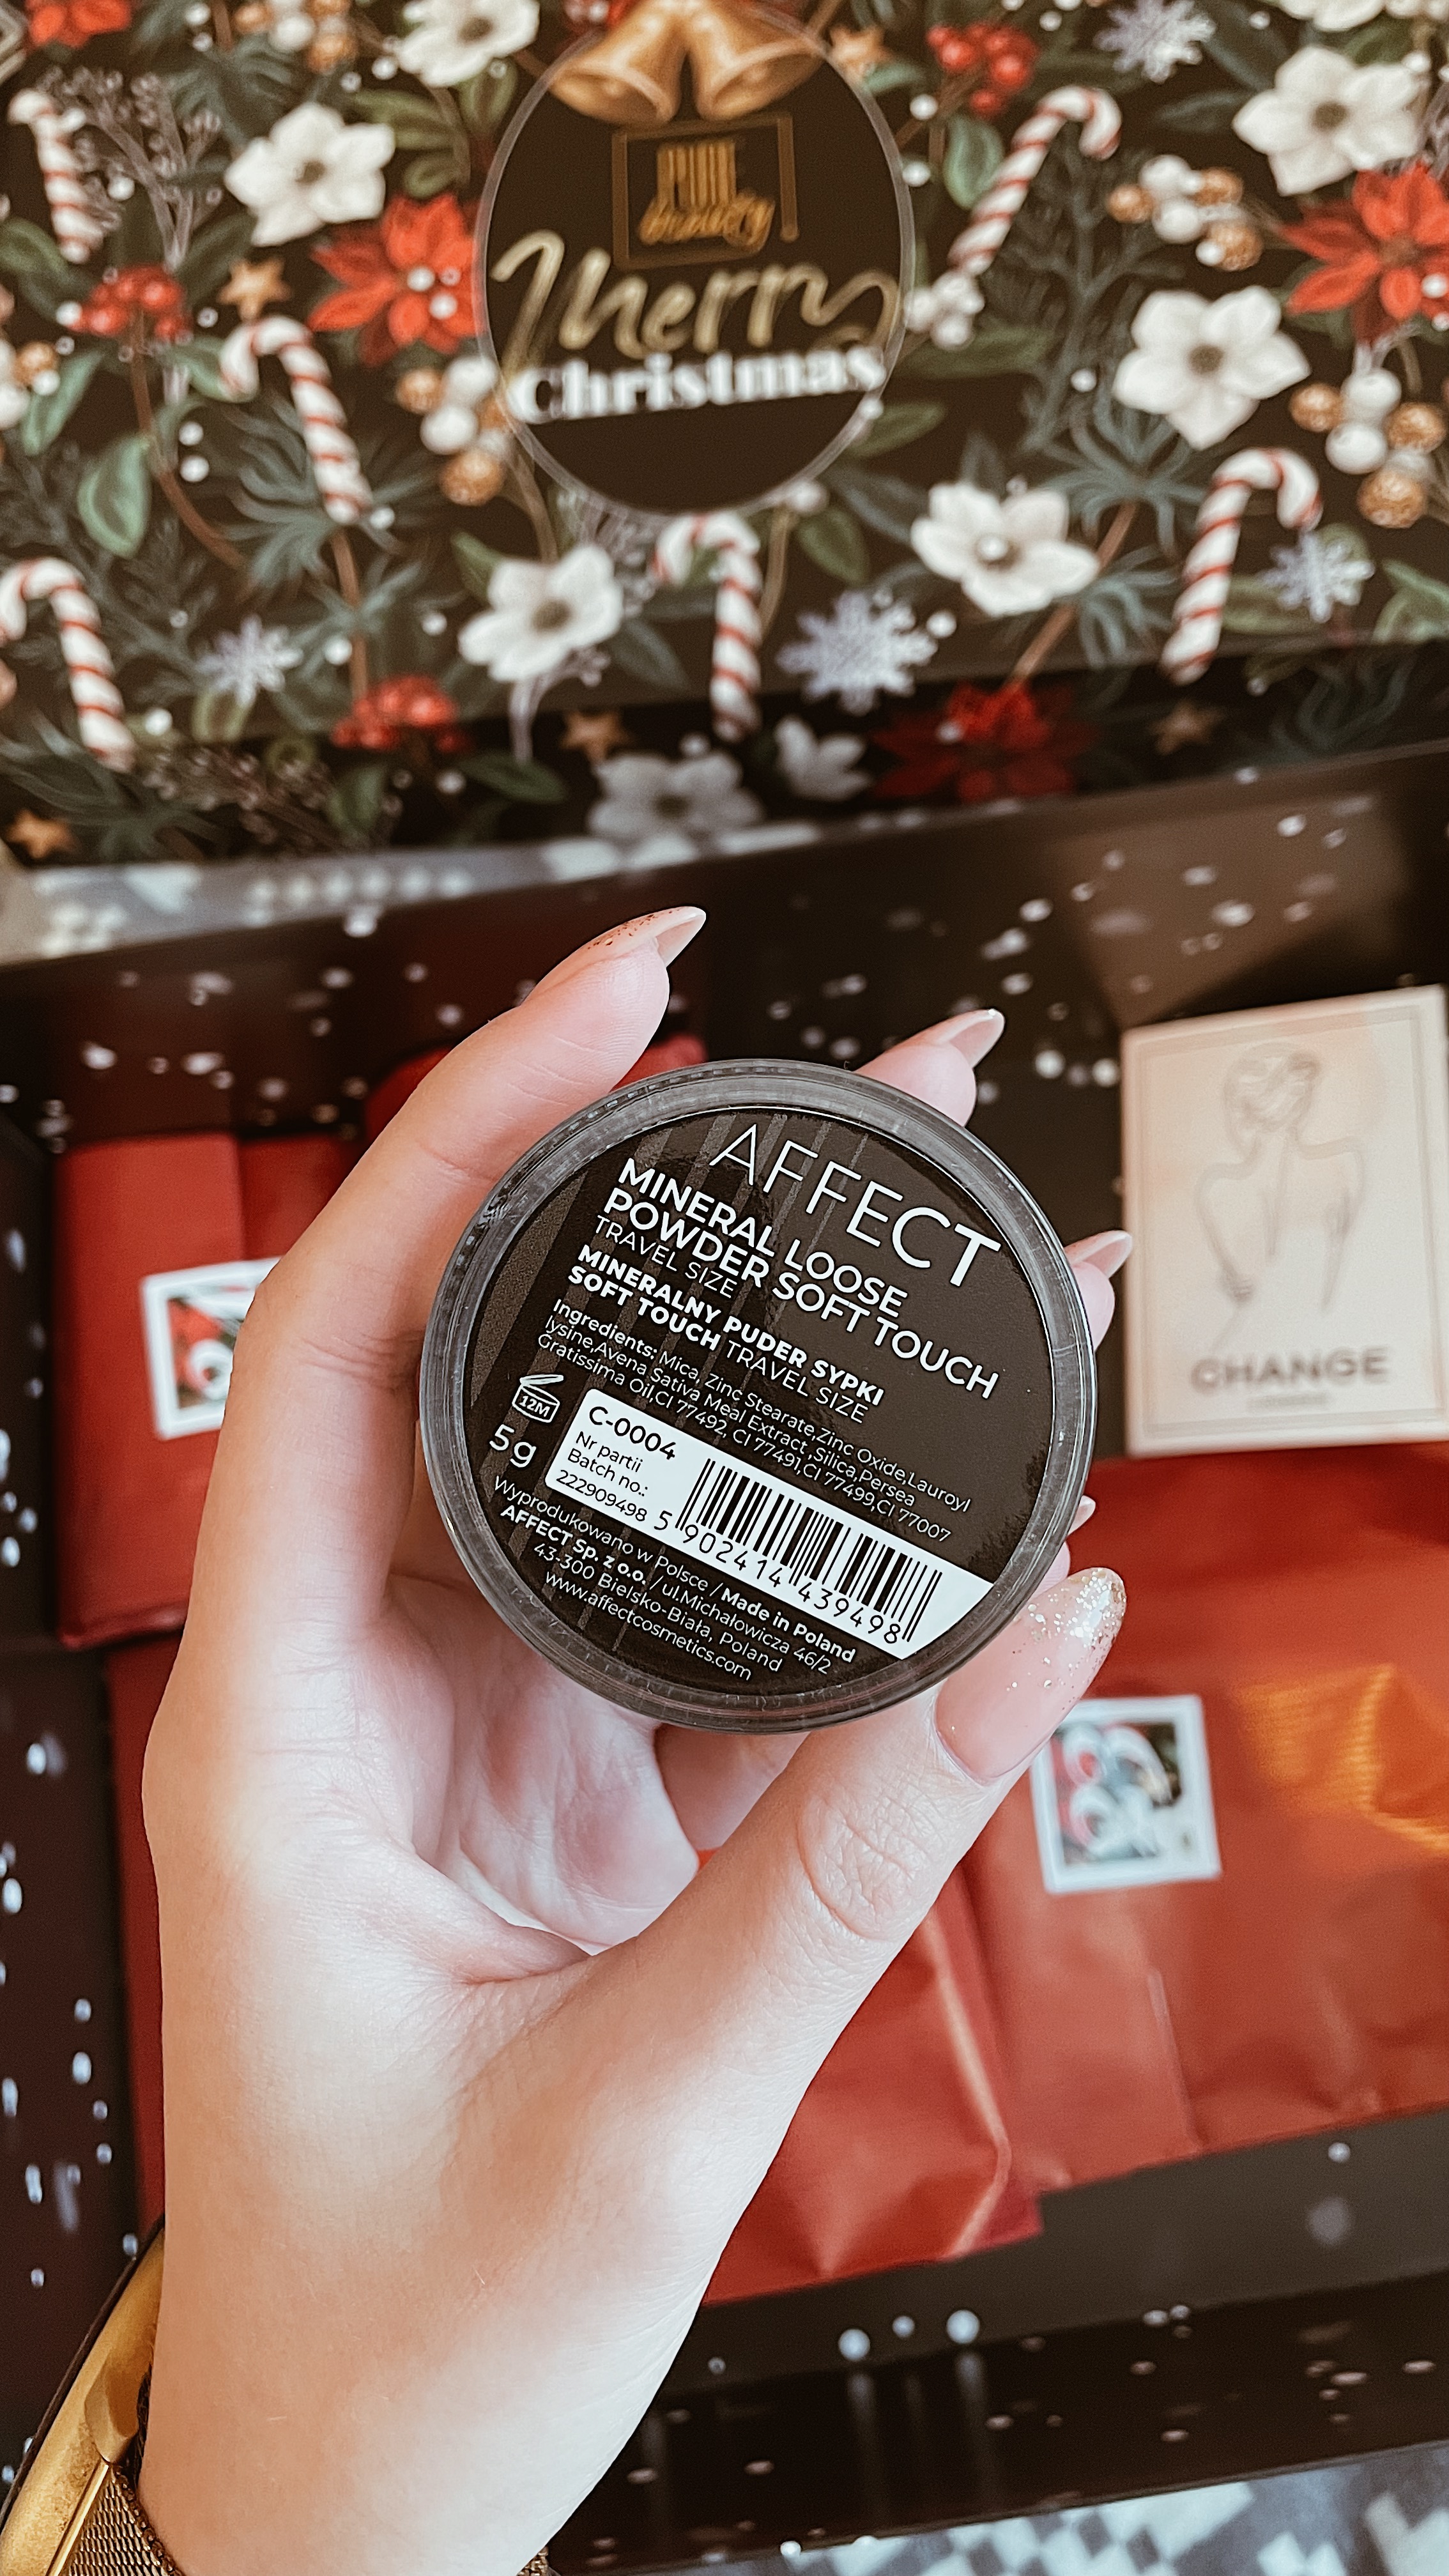 PURE
beauty
Merry
Christmas
AFFECT
MINERAL LOOSE
POWDER SOFT TOUCH
TRAVEL SIZE
MINERALNY PUDER SYPKI
SOFT TOUCH TRAVEL SIZE
Ingredients: Mica, Zinc Stearate,Zinc Oxide,Lauroyl
lysine,Avena Sativa Meal Extract ,Silica,Persea
Gratissima Oil,CI 77492, CI 77491,CI 77499,CI 77007
12M
5g
C-0004
Nr partii
Batch no.:
222909498
5 902414 439498
Wyprodukowano w Polsce / Made in Poland
AFFECT Sp. z o.o. / ul.Michałowicza 46/2
43-300 Bielsko-Biała, Poland
www.affectcosmetics.com
CHANGE